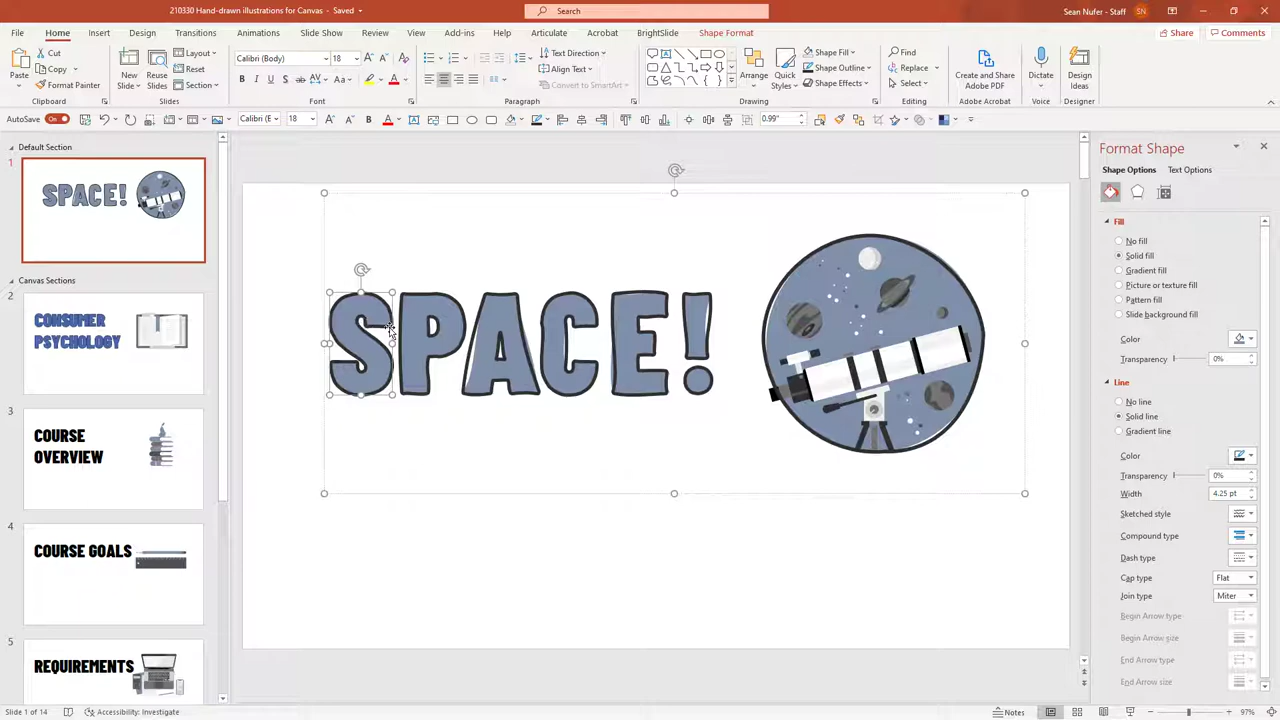 210330 Hand-drawn illustrations for Canvas - Saved
Search
Sean Nufer - Staff
SN
File Home Insert Draw Design Transitions Animations Slide Show Review View Add-ins Help Articulate Acrobat BrightSlide Shape Format
Share Comments
Paste
Cut
Copy
Format Painter
Clipboard
New Slide
Reuse Slides
Layout
Reset
Section
Slides
Calibri (Body) 18
Font
Text Direction
Align Text
Convert to SmartArt
Paragraph
Arrange
Quick Styles
Shape Fill
Shape Outline
Shape Effects
Drawing
Find
Replace
Select
Editing
Create and Share Adobe PDF
Adobe Acrobat
Dictate
Voice
Design Ideas
Designer
AutoSave On
Calibri (E 18
0.99"
Default Section
1
SPACE!
Canvas Sections
2
CONSUMER
PSYCHOLOGY
3
COURSE
OVERVIEW
4
COURSE GOALS
5
REQUIREMENTS
SPACE!
Format Shape
Shape Options Text Options
Fill
No fill
Solid fill
Gradient fill
Picture or texture fill
Pattern fill
Slide background fill
Color
Transparency 0%
Line
No line
Solid line
Gradient line
Color
Transparency 0%
Width 4.25 pt
Sketched style
Compound type
Dash type
Cap type Flat
Join type Miter
Begin Arrow type
Begin Arrow size
End Arrow type
End Arrow size
Slide 1 of 14
Accessibility: Investigate
Notes
97%